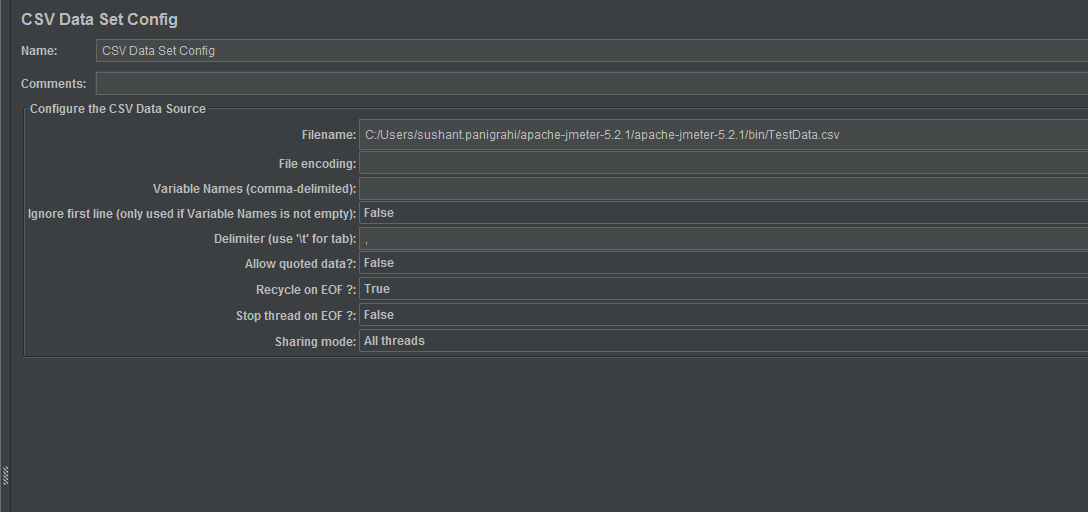 CSV Data Set Config
Name: CSV Data Set Config
Comments:
Configure the CSV Data Source
Filename: C:/Users/sushant.panigrahi/apache-jmeter-5.2.1/apache-jmeter-5.2.1/bin/TestData.csv
File encoding:
Variable Names (comma-delimited):
Ignore first line (only used if Variable Names is not empty): False
Delimiter (use '\t' for tab): ,
Allow quoted data?: False
Recycle on EOF ?: True
Stop thread on EOF ?: False
Sharing mode: All threads